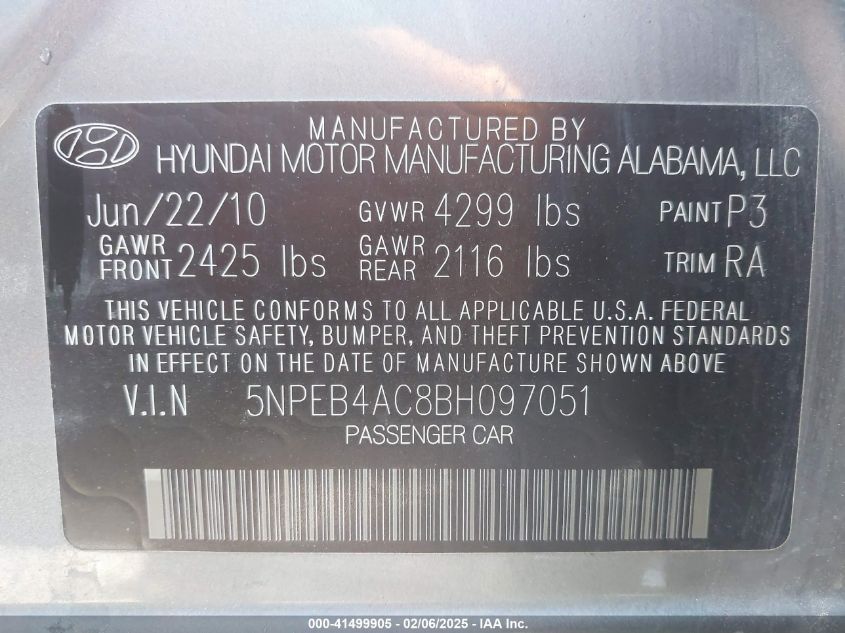 MANUFACTURED BY
HYUNDAI MOTOR MANUFACTURING ALABAMA, LLC
Jun/22/10 GVWR 4299 lbs PAINT P3
GAWR FRONT 2425 lbs GAWR REAR 2116 lbs TRIM RA
THIS VEHICLE CONFORMS TO ALL APPLICABLE U.S.A. FEDERAL
MOTOR VEHICLE SAFETY, BUMPER, AND THEFT PREVENTION STANDARDS
IN EFFECT ON THE DATE OF MANUFACTURE SHOWN ABOVE
V.I.N 5NPEB4AC8BH097051
PASSENGER CAR
000-41499905 - 02/06/2025 - IAA Inc.